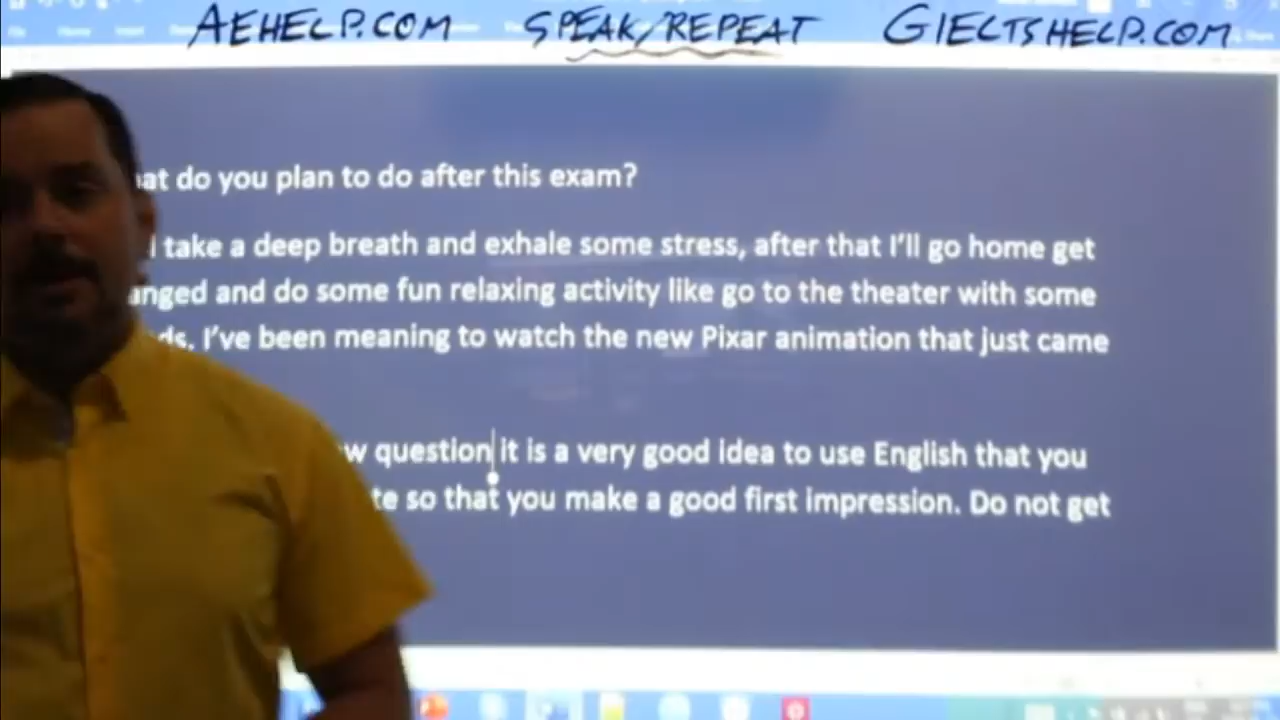 AEHELP.COM SPEAK/REPEAT GIELTSHELP.COM
at do you plan to do after this exam?
take a deep breath and exhale some stress, after that I'll go home get
anged and do some fun relaxing activity like go to the theater with some
ds. I've been meaning to watch the new Pixar animation that just came
w question it is a very good idea to use English that you
te so that you make a good first impression. Do not get